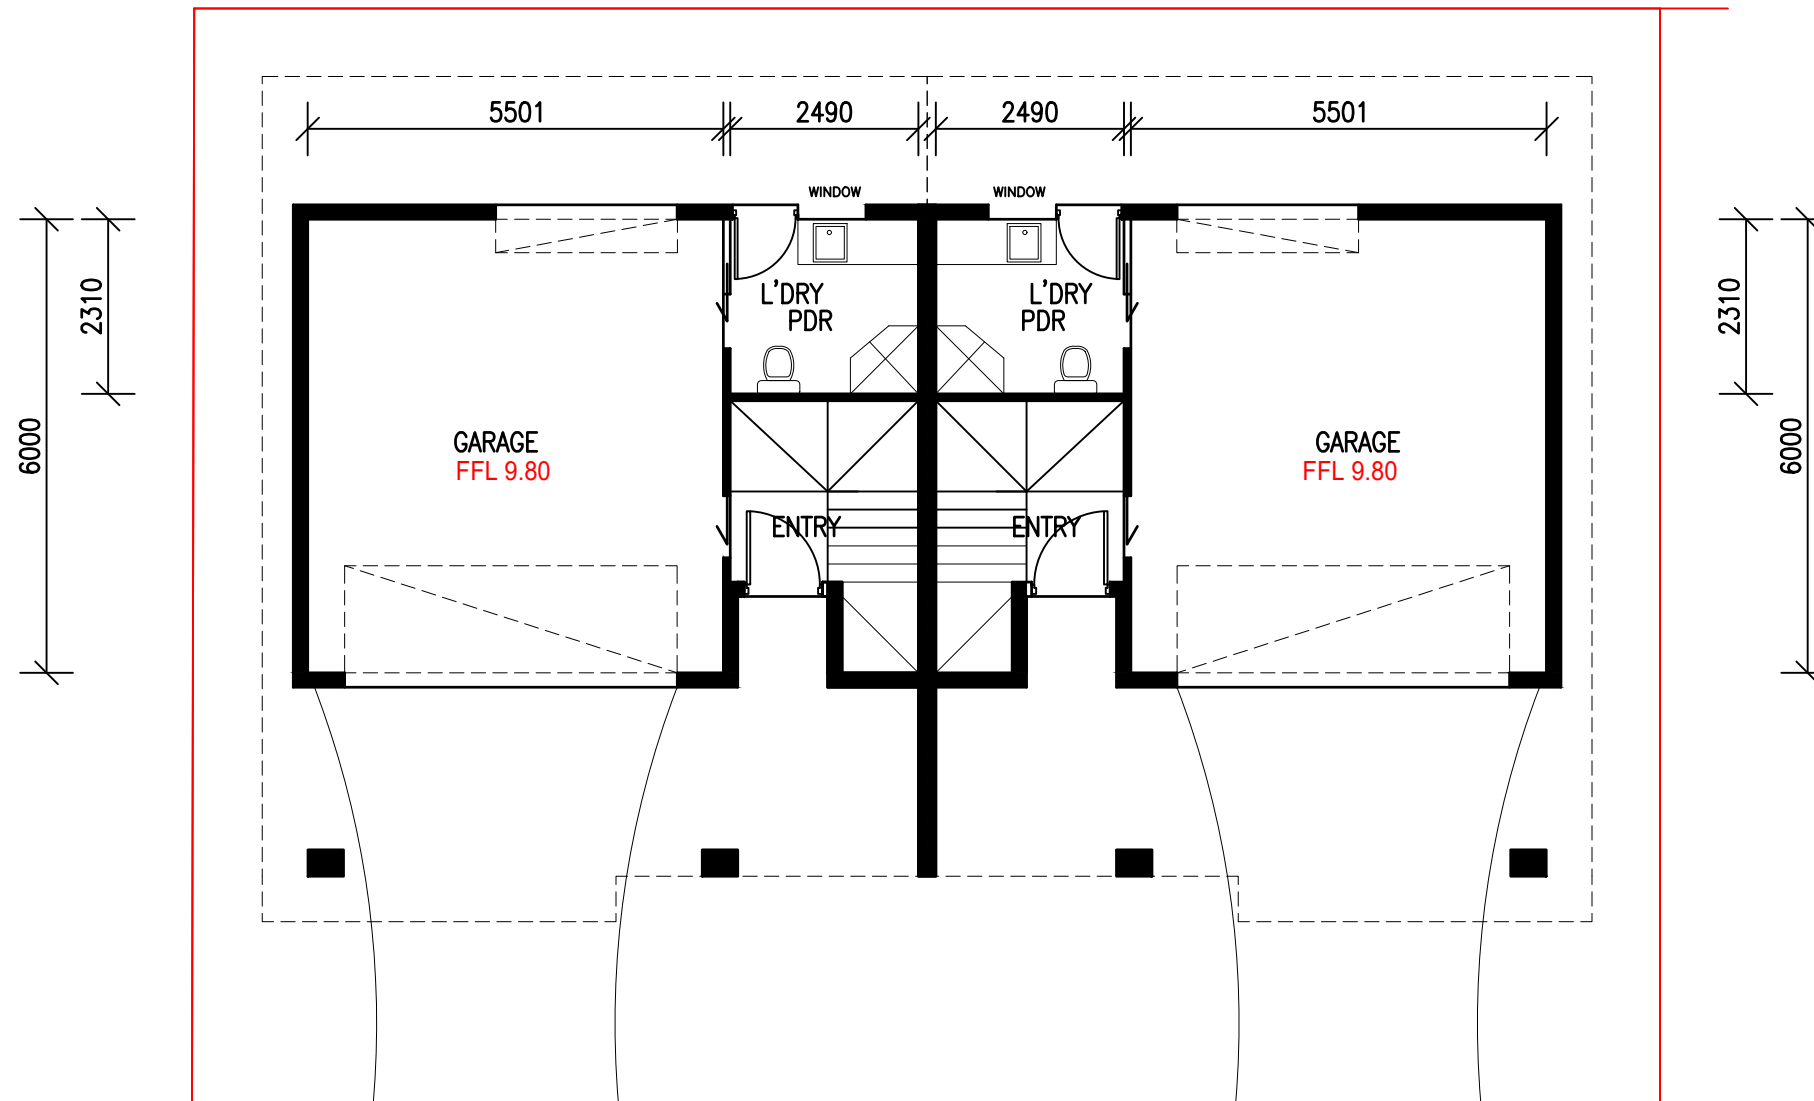 5501 2490 2490 5501
WINDOW WINDOW
2310 2310
L'DRY L'DRY
PDR PDR
6000 6000
GARAGE GARAGE
FFL 9.80 FFL 9.80
ENTRY ENTRY